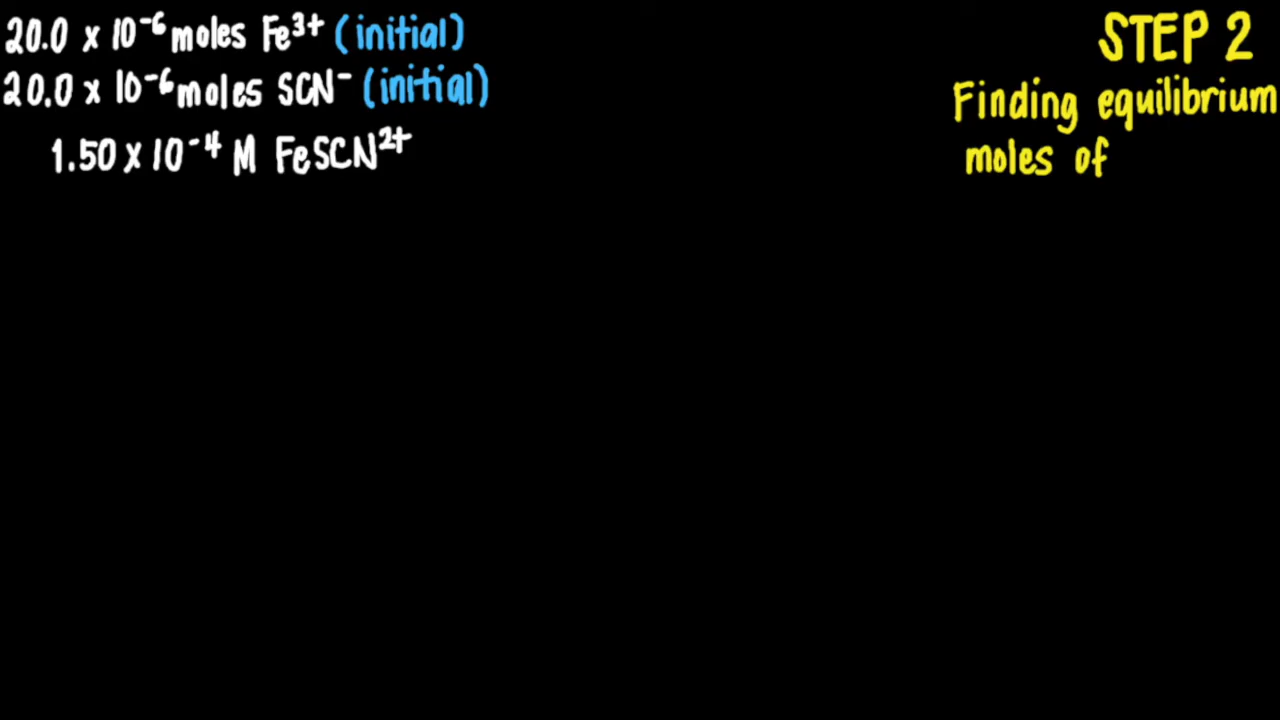 20.0 x 10⁻⁶ moles Fe³⁺ (initial)
20.0 x 10⁻⁶ moles SCN⁻ (initial)
1.50 x 10⁻⁴ M FeSCN²⁺
STEP 2
Finding equilibrium
moles of